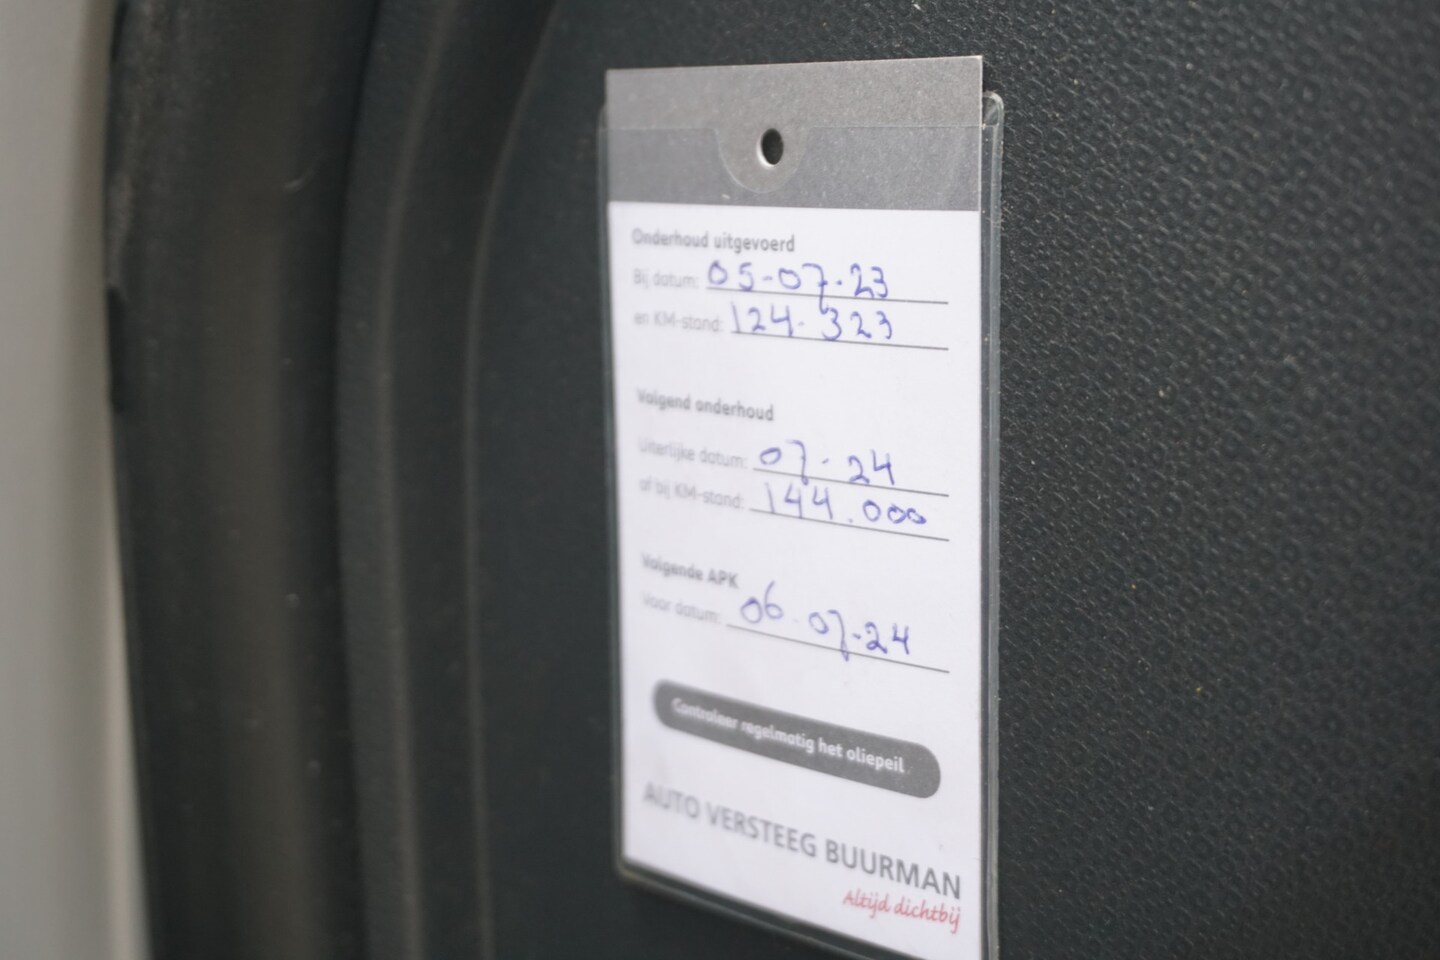 Onderhoud uitgevoerd
Bij datum: 05-07-23
en KM-stand: 124.323
Volgend onderhoud
Uiterlijke datum: 07-24
of bij KM-stand: 144.000
Volgende APK
Voor datum: 06-07-24
Controleer regelmatig het oliepeil
AUTO VERSTEEG BUURMAN
Altijd dichtbij